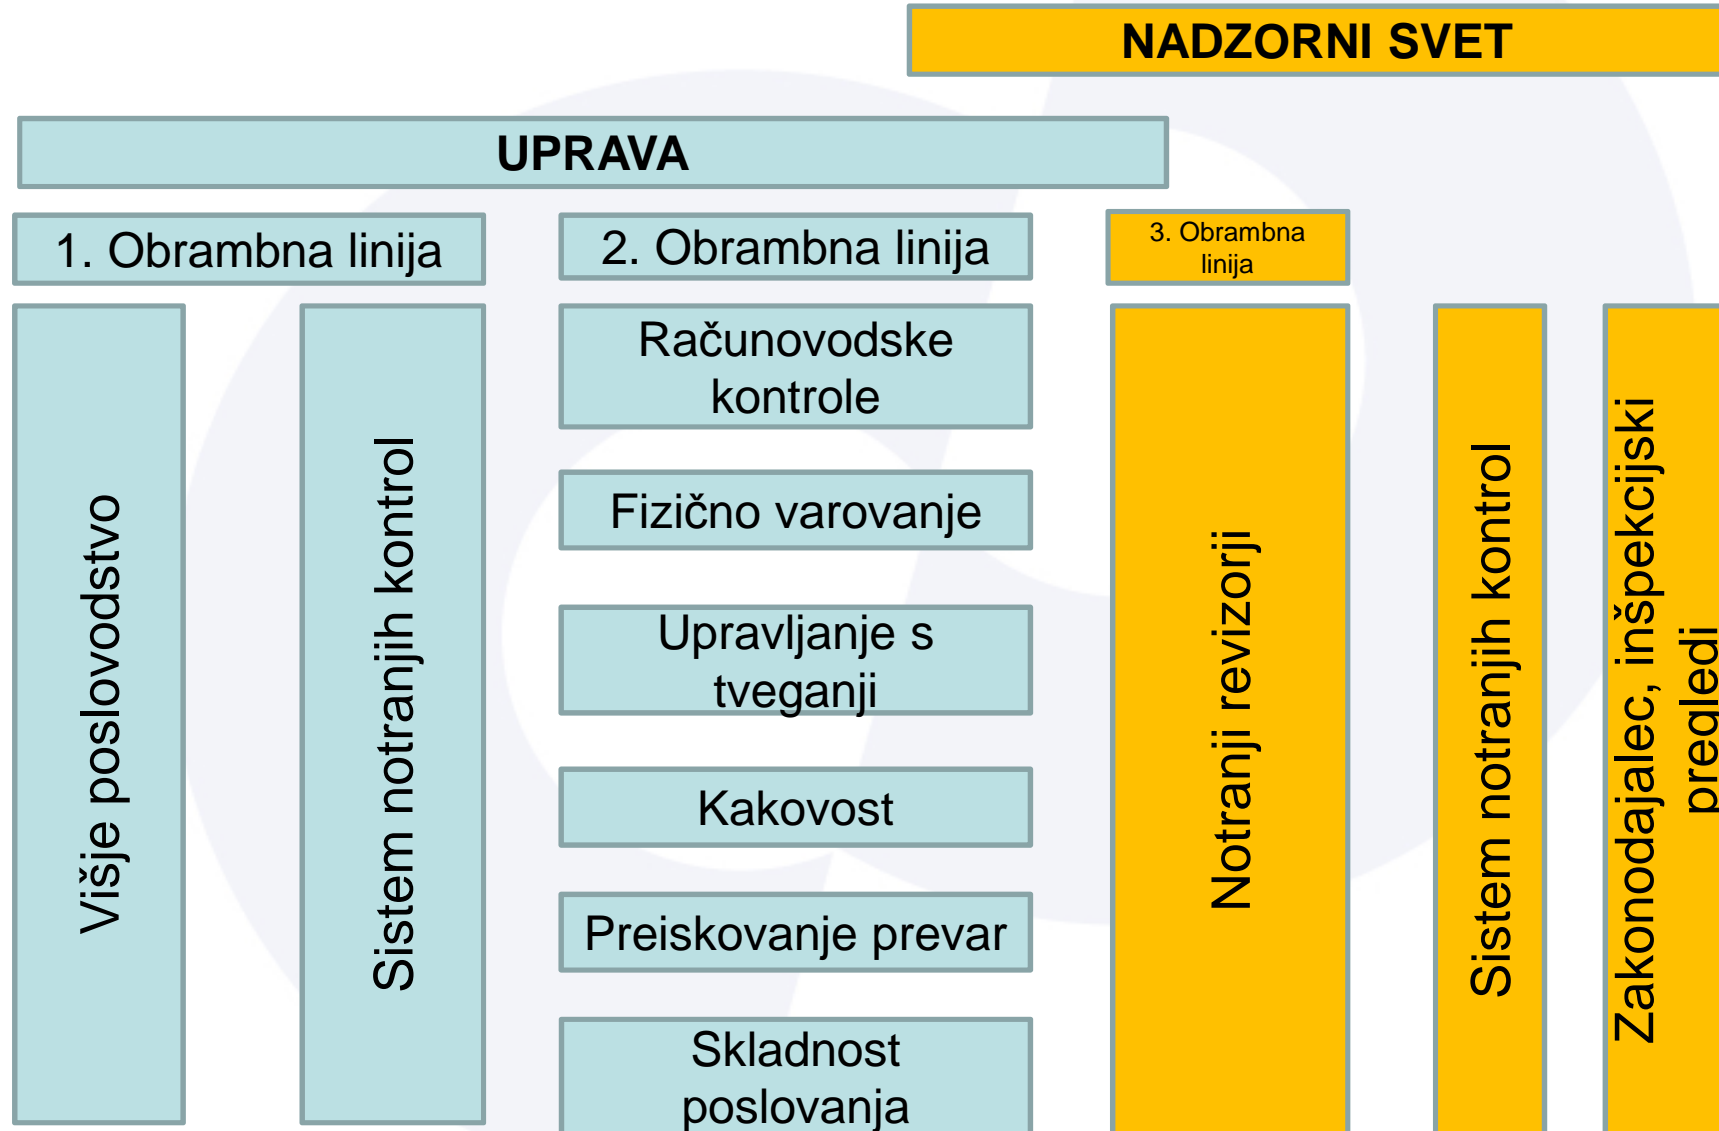 NADZORNI SVET
UPRAVA
1. Obrambna linija
2. Obrambna linija
3. Obrambna
linija
Višje poslovodstvo
Sistem notranjih kontrol
Računovodske
kontrole
Fizično varovanje
Upravljanje s
tveganji
Kakovost
Preiskovanje prevar
Skladnost
poslovanja
Notranji revizorji
Sistem notranjih kontrol
Zakonodajalec, inšpekcijski
pregledi